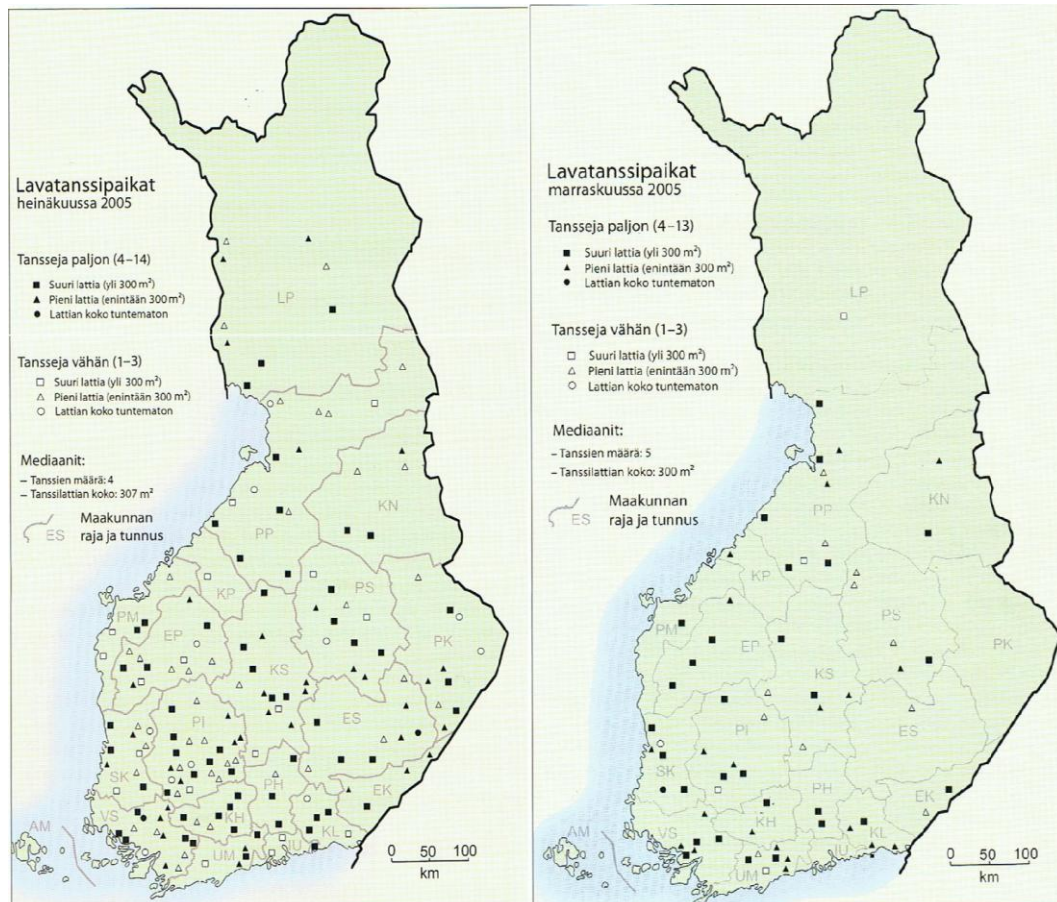 Lavatanssipaikat
heinäkuussa 2005
Tansseja paljon (4–14)
Suuri lattia (yli 300 m²)
Pieni lattia (enintään 300 m²)
Lattian koko tuntematon
Tansseja vähän (1–3)
Suuri lattia (yli 300 m²)
Pieni lattia (enintään 300 m²)
Lattian koko tuntematon
Mediaanit:
– Tanssien määrä: 4
– Tanssilattian koko: 307 m²
ES
Maakunnan
raja ja tunnus
LP
KN
PP
KP
PS
PM
EP
PK
KS
PI
ES
SK
PH
EK
VS
KH
KL
AM
UM
IU
0 50 100
km
Lavatanssipaikat
marraskuussa 2005
Tansseja paljon (4–13)
Suuri lattia (yli 300 m²)
Pieni lattia (enintään 300 m²)
Lattian koko tuntematon
Tansseja vähän (1–3)
Suuri lattia (yli 300 m²)
Pieni lattia (enintään 300 m²)
Lattian koko tuntematon
Mediaanit:
– Tanssien määrä: 5
– Tanssilattian koko: 300 m²
ES
Maakunnan
raja ja tunnus
LP
KN
PP
KP
PS
PM
EP
PK
KS
PI
ES
SK
PH
EK
VS
KH
KL
AM
IU
UM
0 50 100
km